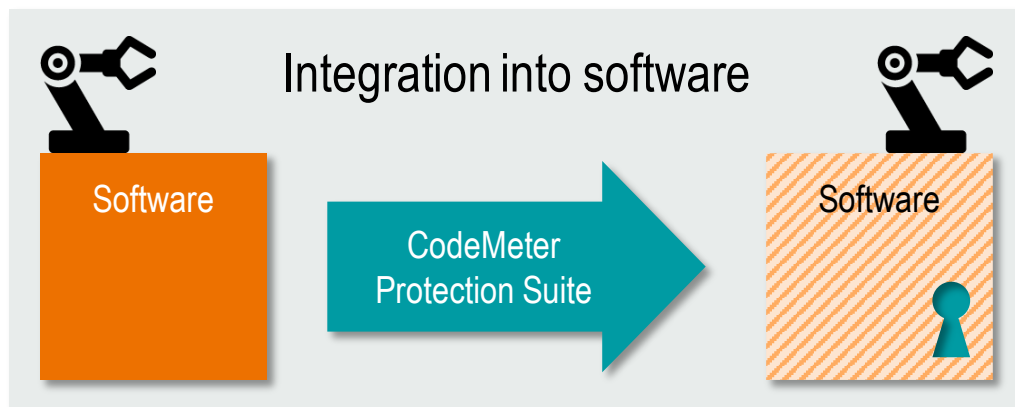 Integration into software
Software
CodeMeter
Protection Suite
Software